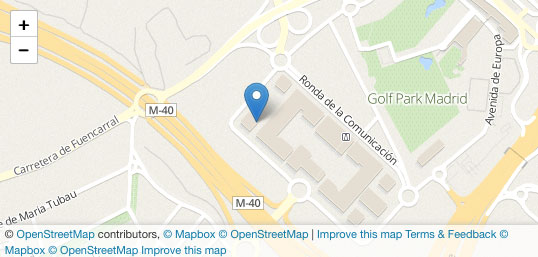 +
−
Avenida de Europa
Ronda de la Comunicación
Golf Park Madrid
M-40
Carretera de Fuencarral
M
M-40
e de Maria Tubau
© OpenStreetMap contributors, © Mapbox © OpenStreetMap | Improve this map Terms & Feedback ©
Mapbox © OpenStreetMap Improve this map